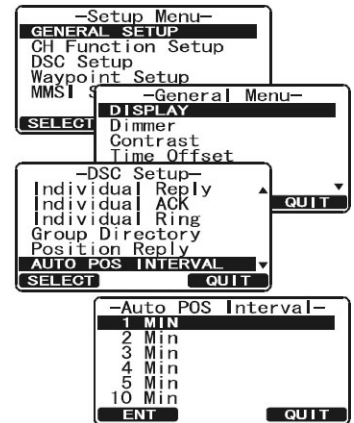 —Setup Menu—
GENERAL SETUP
CH Function Setup
DSC Setup
Waypoint Setup
MMSI S
SELECT
—General Menu—
DISPLAY
Dimmer
Contrast
Time Offset
QUIT
—DSC Setup—
Individual Reply
Individual ACK
Individual Ring
Group Directory
Position Reply
AUTO POS INTERVAL
SELECT QUIT
—Auto POS Interval—
1 MIN
2 Min
3 Min
4 Min
5 Min
10 Min
ENT QUIT